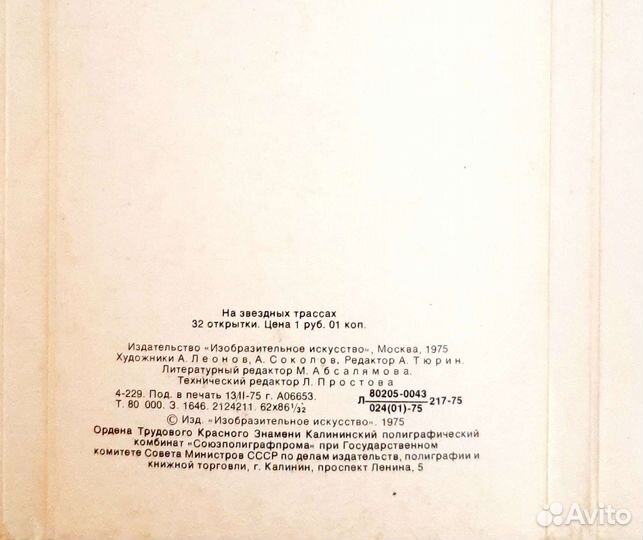 На звездных трассах
32 открытки. Цена 1 руб. 01 коп.
Издательство «Изобразительное искусство», Москва, 1975
Художники А. Леонов, А. Соколов, Редактор А. Тюрин.
Литературный редактор М. Абсалямова.
Технический редактор Л. Простова
4-229. Под. в печать 13/II-75 г. А06653.
Т. 80 000. З. 1646. 2124211. 62х86 1/32
Л 80205-0043/024(01)-75 217-75
© Изд. «Изобразительное искусство». 1975
Ордена Трудового Красного Знамени Калининский полиграфический
комбинат «Союзполиграфпрома» при Государственном
комитете Совета Министров СССР по делам издательств, полиграфии и
книжной торговли, г. Калинин, проспект Ленина, 5
Avito